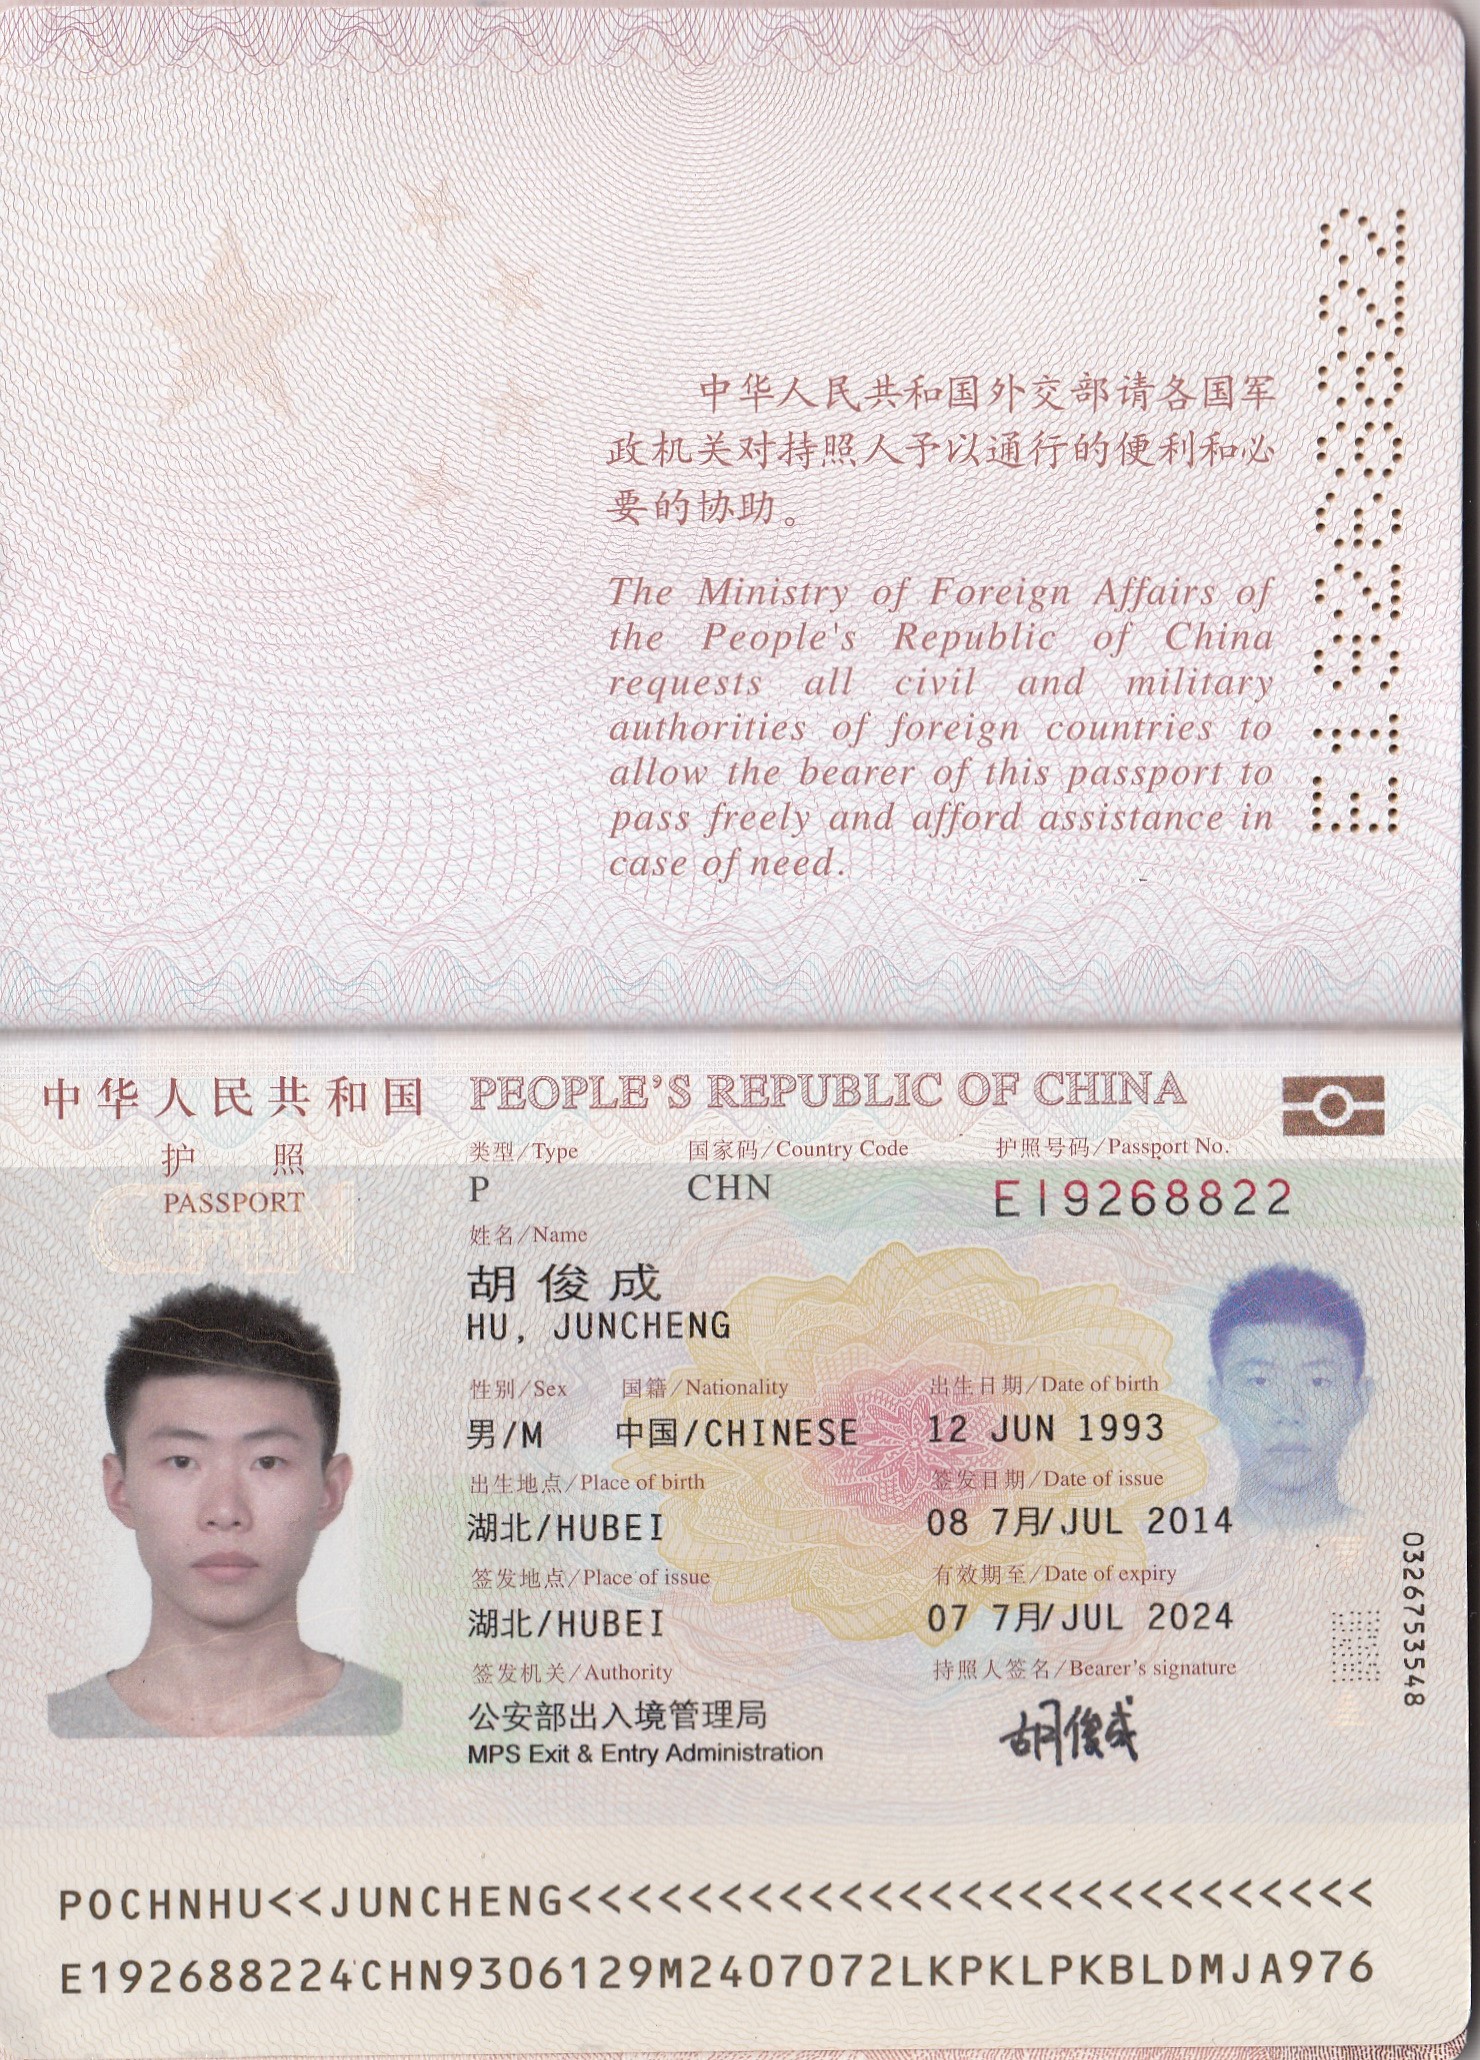 中华人民共和国外交部请各国军
政机关对持照人予以通行的便利和必
要的协助。
The Ministry of Foreign Affairs of
the People's Republic of China
requests all civil and military
authorities of foreign countries to
allow the bearer of this passport to
pass freely and afford assistance in
case of need.
E19268822
中华人民共和国 PEOPLE'S REPUBLIC OF CHINA
护 照
PASSPORT
类型/Type 国家码/Country Code 护照号码/Passport No.
P CHN E19268822
姓名/Name
胡俊成
HU, JUNCHENG
性别/Sex 国籍/Nationality 出生日期/Date of birth
男/M 中国/CHINESE 12 JUN 1993
出生地点/Place of birth 签发日期/Date of issue
湖北/HUBEI 08 7月/JUL 2014
签发地点/Place of issue 有效期至/Date of expiry
湖北/HUBEI 07 7月/JUL 2024
签发机关/Authority 持照人签名/Bearer's signature
公安部出入境管理局
MPS Exit & Entry Administration
胡俊成
0326753548
POCHNHU<<JUNCHENG<<<<<<<<<<<<<<<<<<<<<<<<<<<
E192688224CHN9306129M2407072LKPKLPKBLDMJA976